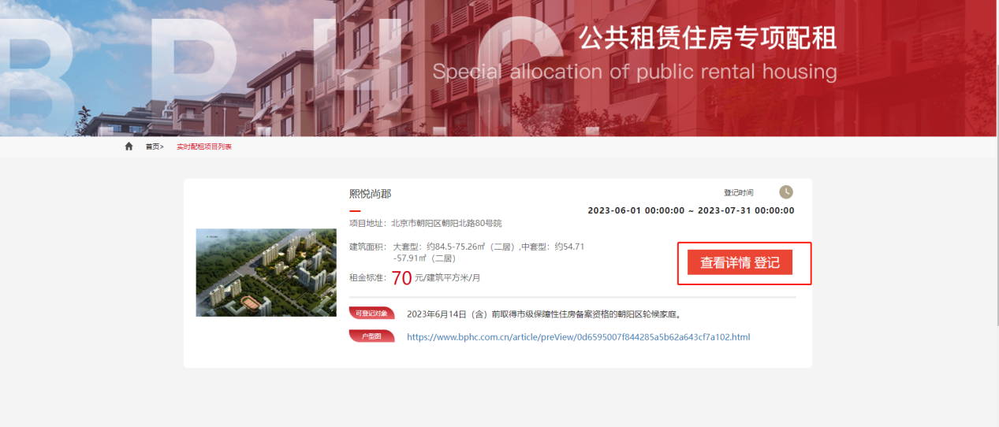 BPHC.
公共租赁住房专项配租
Special allocation of public rental housing
首页>
实时配租项目列表
熙悦尚郡
登记时间
2023-06-01 00:00:00 ~ 2023-07-31 00:00:00
项目地址：北京市朝阳区朝阳北路80号院
建筑面积：大套型：约84.5-75.26㎡（二居）,中套型：约54.71
-57.91㎡（二居）
查看详情 登记
租金标准：70 元/建筑平方米/月
可登记对象 2023年6月14日（含）前取得市级保障性住房备案资格的朝阳区轮候家庭。
户型图 https://www.bphc.com.cn/article/preView/0d6595007f844285a5b62a643cf7a102.html